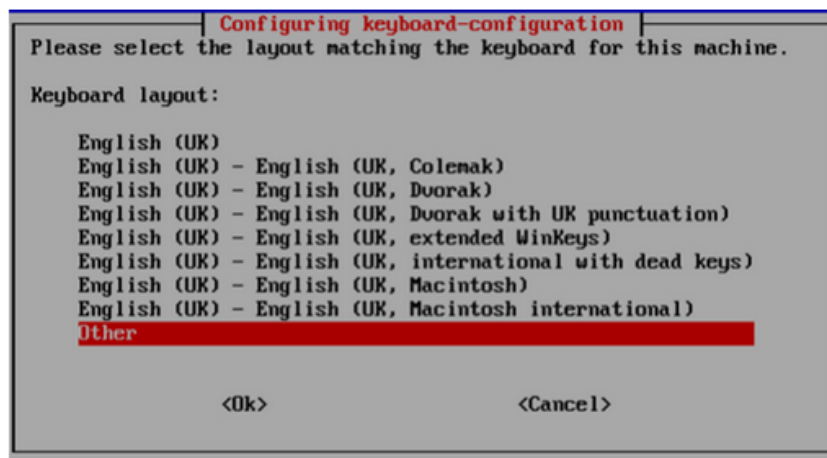 Configuring keyboard-configuration
Please select the layout matching the keyboard for this machine.
Keyboard layout:
English (UK)
English (UK) - English (UK, Colemak)
English (UK) - English (UK, Dvorak)
English (UK) - English (UK, Dvorak with UK punctuation)
English (UK) - English (UK, extended WinKeys)
English (UK) - English (UK, international with dead keys)
English (UK) - English (UK, Macintosh)
English (UK) - English (UK, Macintosh international)
Other
<Ok> <Cancel>